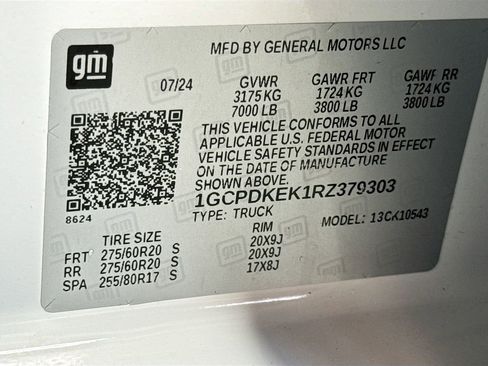 gm
MFD BY GENERAL MOTORS LLC
07/24 GVWR GAWR FRT GAWR RR
3175 KG 1724 KG 1724 KG
7000 LB 3800 LB 3800 LB
THIS VEHICLE CONFORMS TO ALL
APPLICABLE U.S. FEDERAL MOTOR
VEHICLE SAFETY STANDARDS IN EFFECT
ON THE DATE OF MANUFACTURE
SHOWN ABOVE.
1GCPDKEK1RZ379303
TYPE: TRUCK MODEL: 13CK10543
8624
TIRE SIZE RIM
FRT 275/60R20 S 20X9J
RR 275/60R20 S 20X9J
SPA 255/80R17 S 17X8J